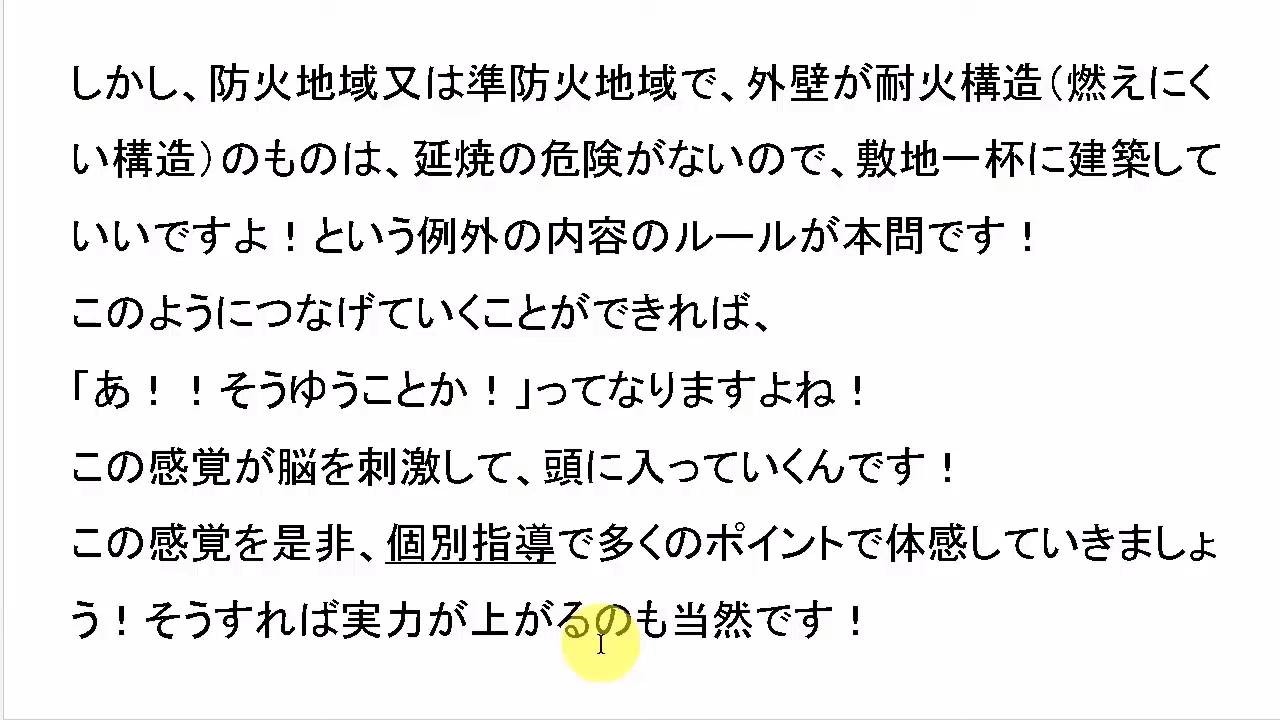 しかし、防火地域又は準防火地域で、外壁が耐火構造（燃えにく
い構造）のものは、延焼の危険がないので、敷地一杯に建築して
いいですよ！という例外の内容のルールが本問です！
このようにつなげていくことができれば、
「あ！！そうゆうことか！」ってなりますよね！
この感覚が脳を刺激して、頭に入っていくんです！
この感覚を是非、個別指導で多くのポイントで体感していきましょ
う！そうすれば実力が上がるのも当然です！